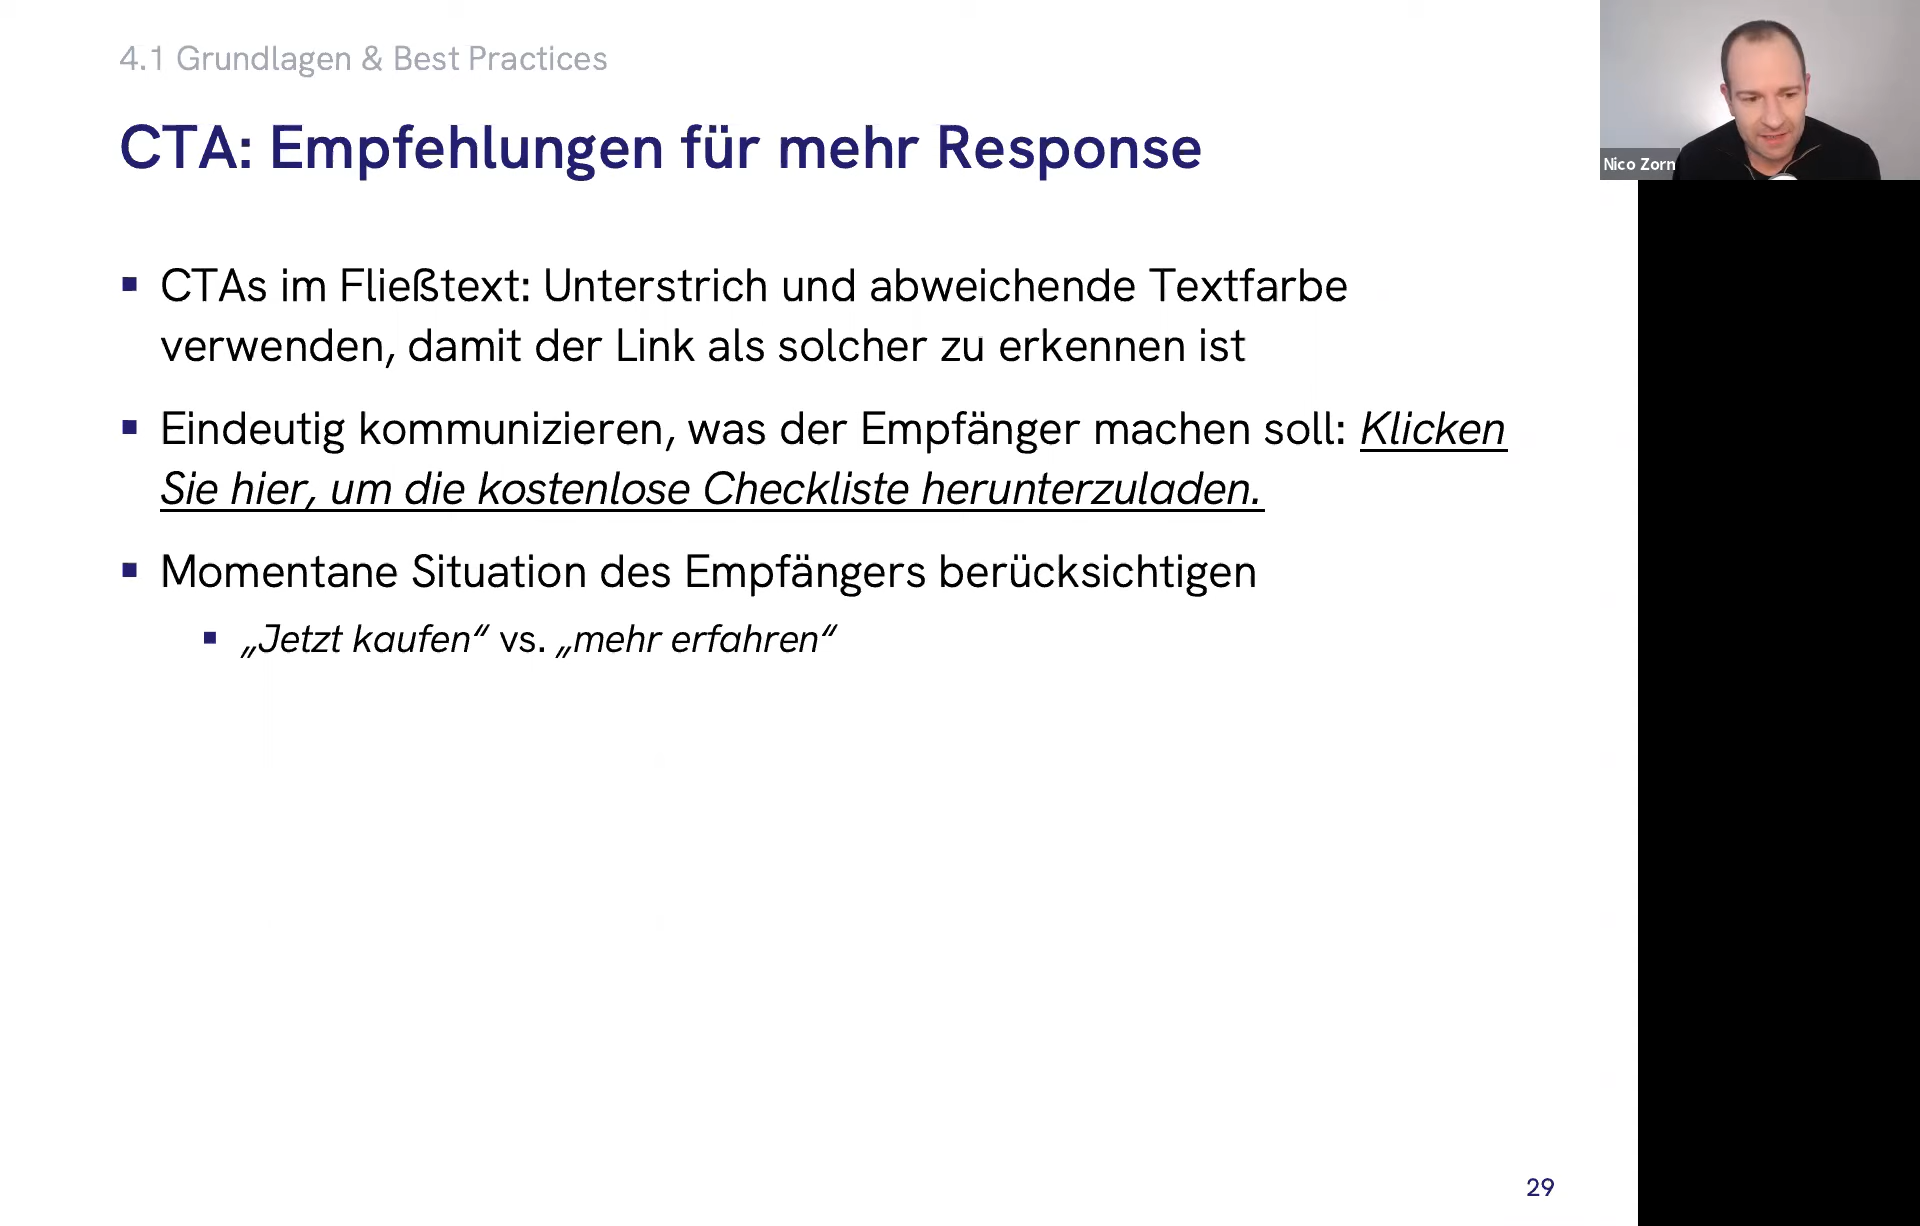 4.1 Grundlagen & Best Practices
CTA: Empfehlungen für mehr Response
Nico Zorn
CTAs im Fließtext: Unterstrich und abweichende Textfarbe
verwenden, damit der Link als solcher zu erkennen ist
Eindeutig kommunizieren, was der Empfänger machen soll: Klicken
Sie hier, um die kostenlose Checkliste herunterzuladen.
Momentane Situation des Empfängers berücksichtigen
„Jetzt kaufen“ vs. „mehr erfahren“
29